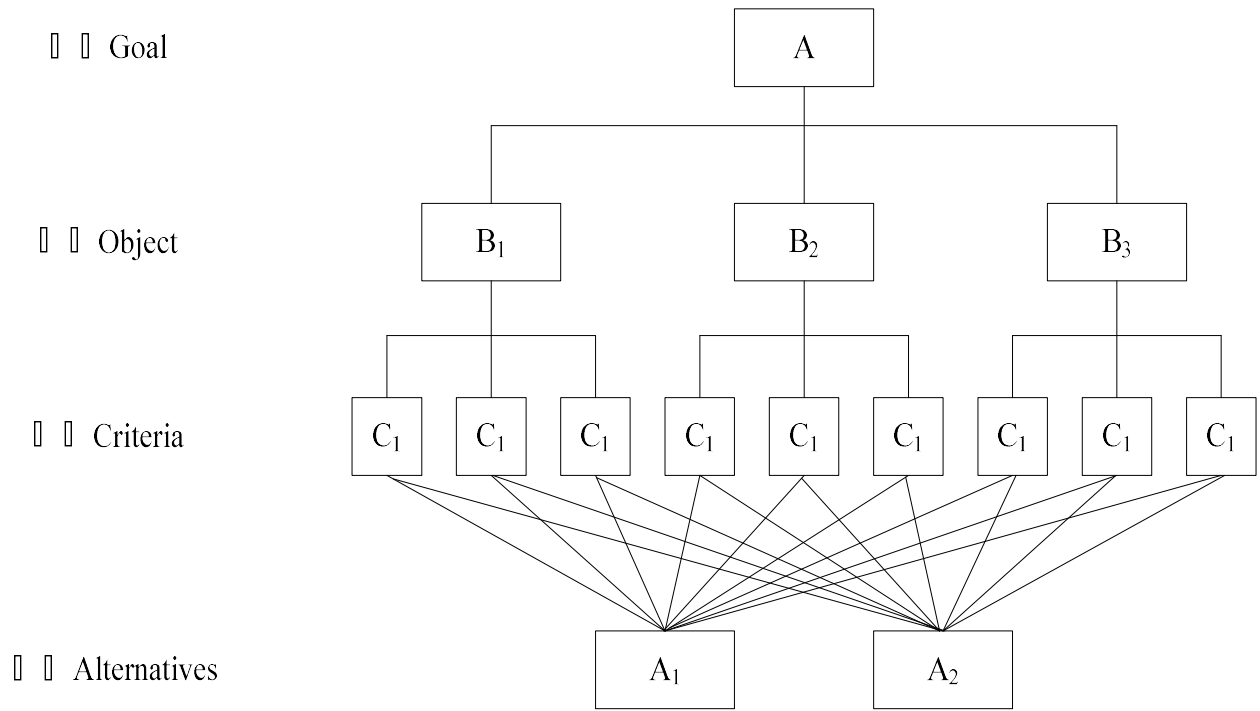 Goal
A
Object
B₁ B₂ B₃
Criteria
C₁ C₁ C₁ C₁ C₁ C₁ C₁ C₁ C₁
Alternatives
A₁ A₂